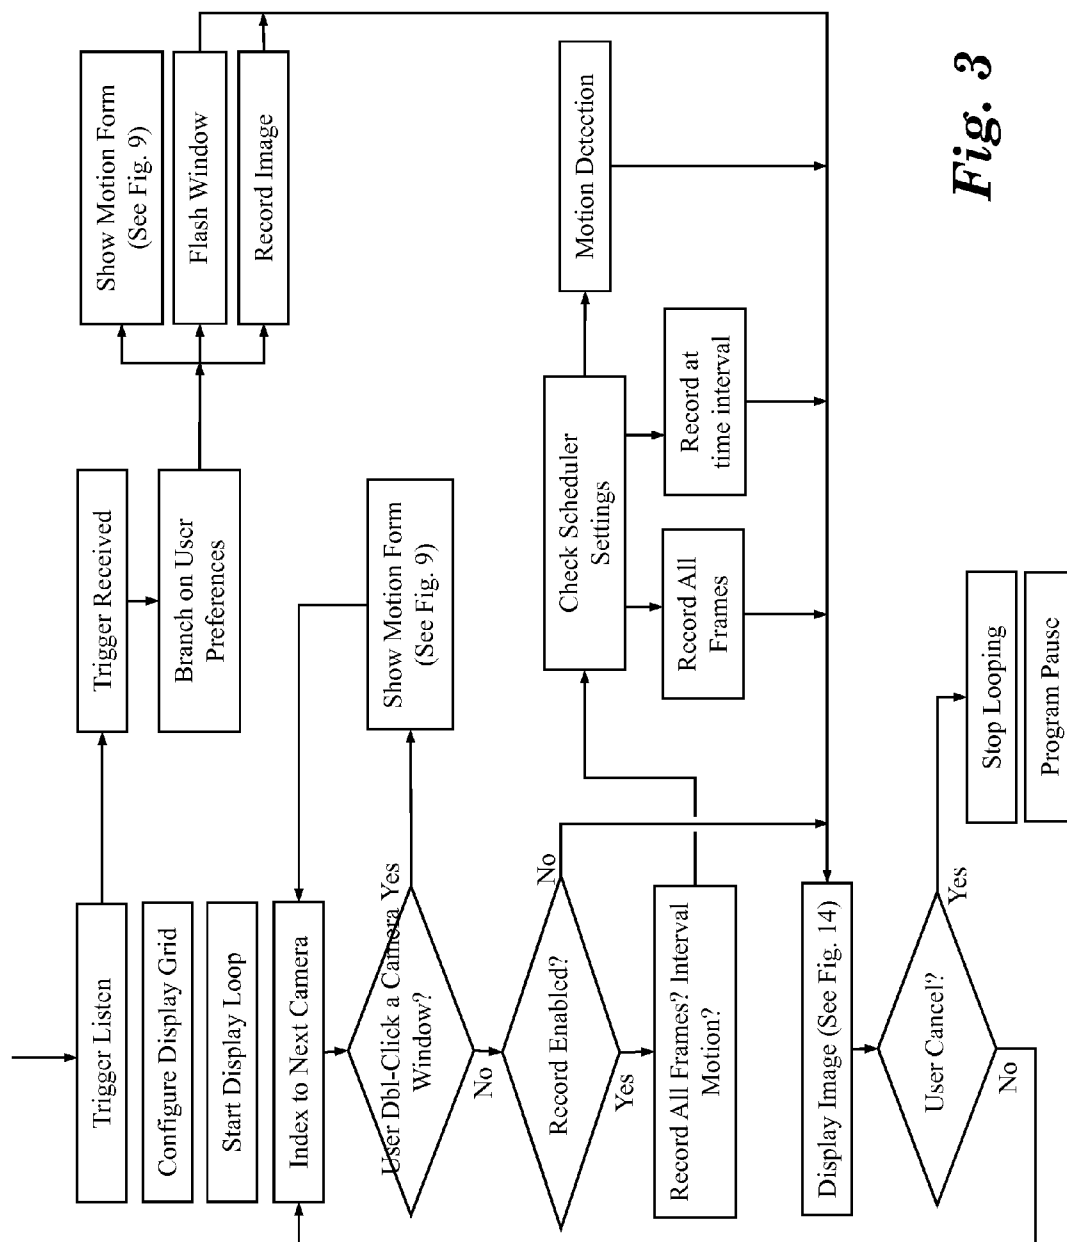 Trigger Listen
Configure Display Grid
Start Display Loop
Index to Next Camera
User Dbl-Click a Camera
Window?
Yes
No
Record Enabled?
No
Yes
Record All Frames? Interval
Motion?
Display Image (See Fig. 14)
User Cancel?
Yes
No
Trigger Received
Branch on User
Preferences
Show Motion Form
(See Fig. 9)
Check Scheduler
Settings
Record All
Frames
Record at
time interval
Stop Looping
Program Pause
Show Motion Form
(See Fig. 9)
Flash Window
Record Image
Motion Detection
Fig. 3